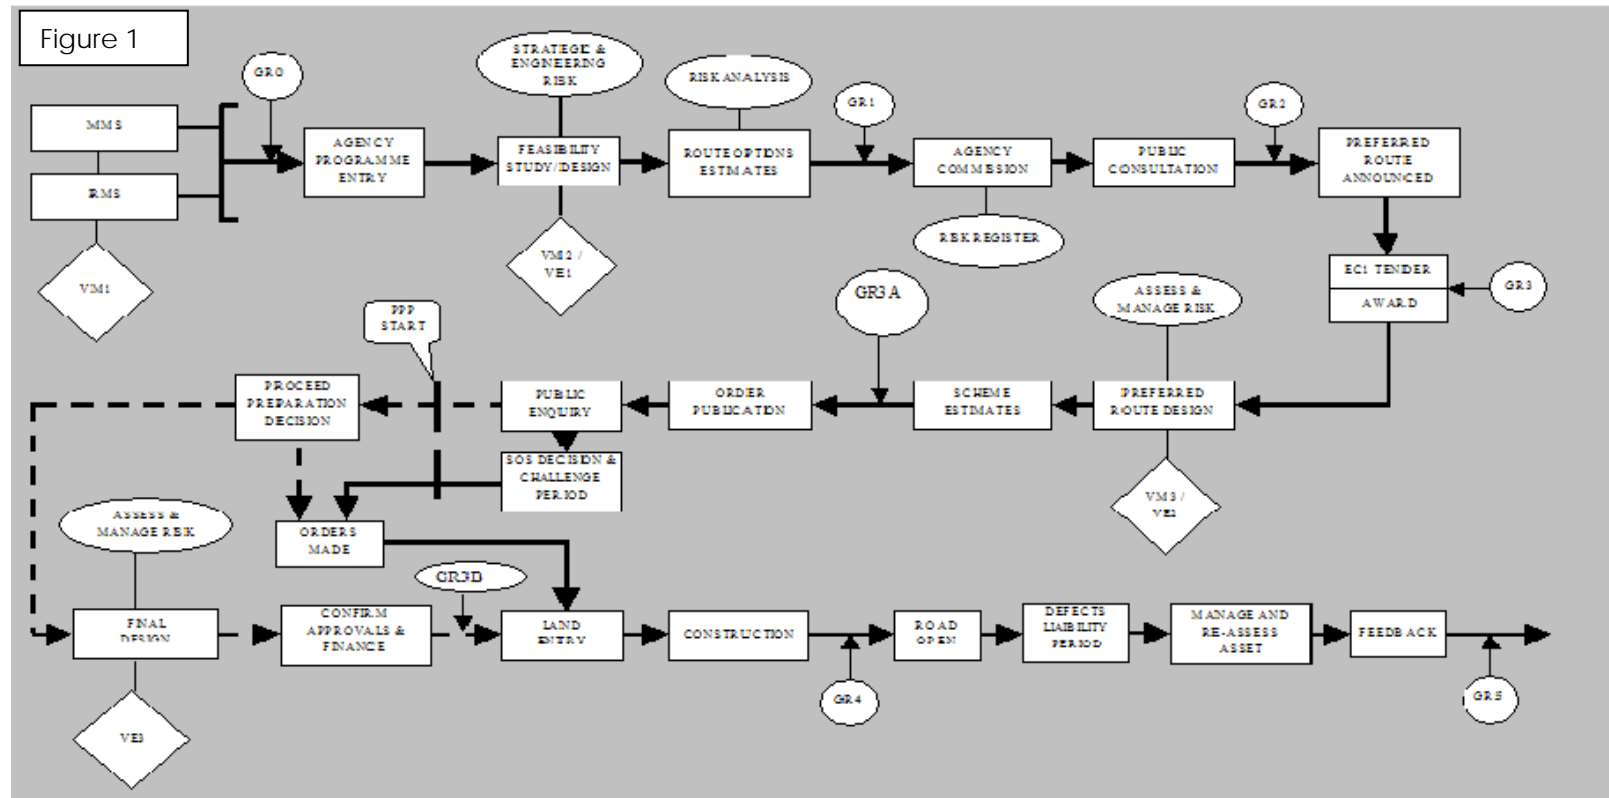 Figure 1
GR0
STRATEGIC &
ENGINEERING
RISK
RISK ANALYSIS
GR1
GR2
MMS
RMS
AGENCY
PROGRAMME
ENTRY
FEASIBILITY
STUDY/DESIGN
ROUTE OPTIONS
ESTIMATES
AGENCY
COMMISSION
PUBLIC
CONSULTATION
PREFERRED
ROUTE
ANNOUNCED
RISK REGISTER
VM1
VM2 /
VE1
EC1 TENDER
AWARD
GR3
PPP
START
GR3A
ASSESS &
MANAGE RISK
PROCEED
PREPARATION
DECISION
PUBLIC
ENQUIRY
ORDER
PUBLICATION
SCHEME
ESTIMATES
PREFERRED
ROUTE DESIGN
SOS DECISION &
CHALLENGE
PERIOD
VM3 /
VE2
ASSESS &
MANAGE RISK
ORDERS
MADE
GR3B
FINAL
DESIGN
CONFIRM
APPROVALS &
FINANCE
LAND
ENTRY
CONSTRUCTION
ROAD
OPEN
DEFECTS
LIABILITY
PERIOD
MANAGE AND
RE-ASSESS
ASSET
FEEDBACK
VE3
GR4
GR5